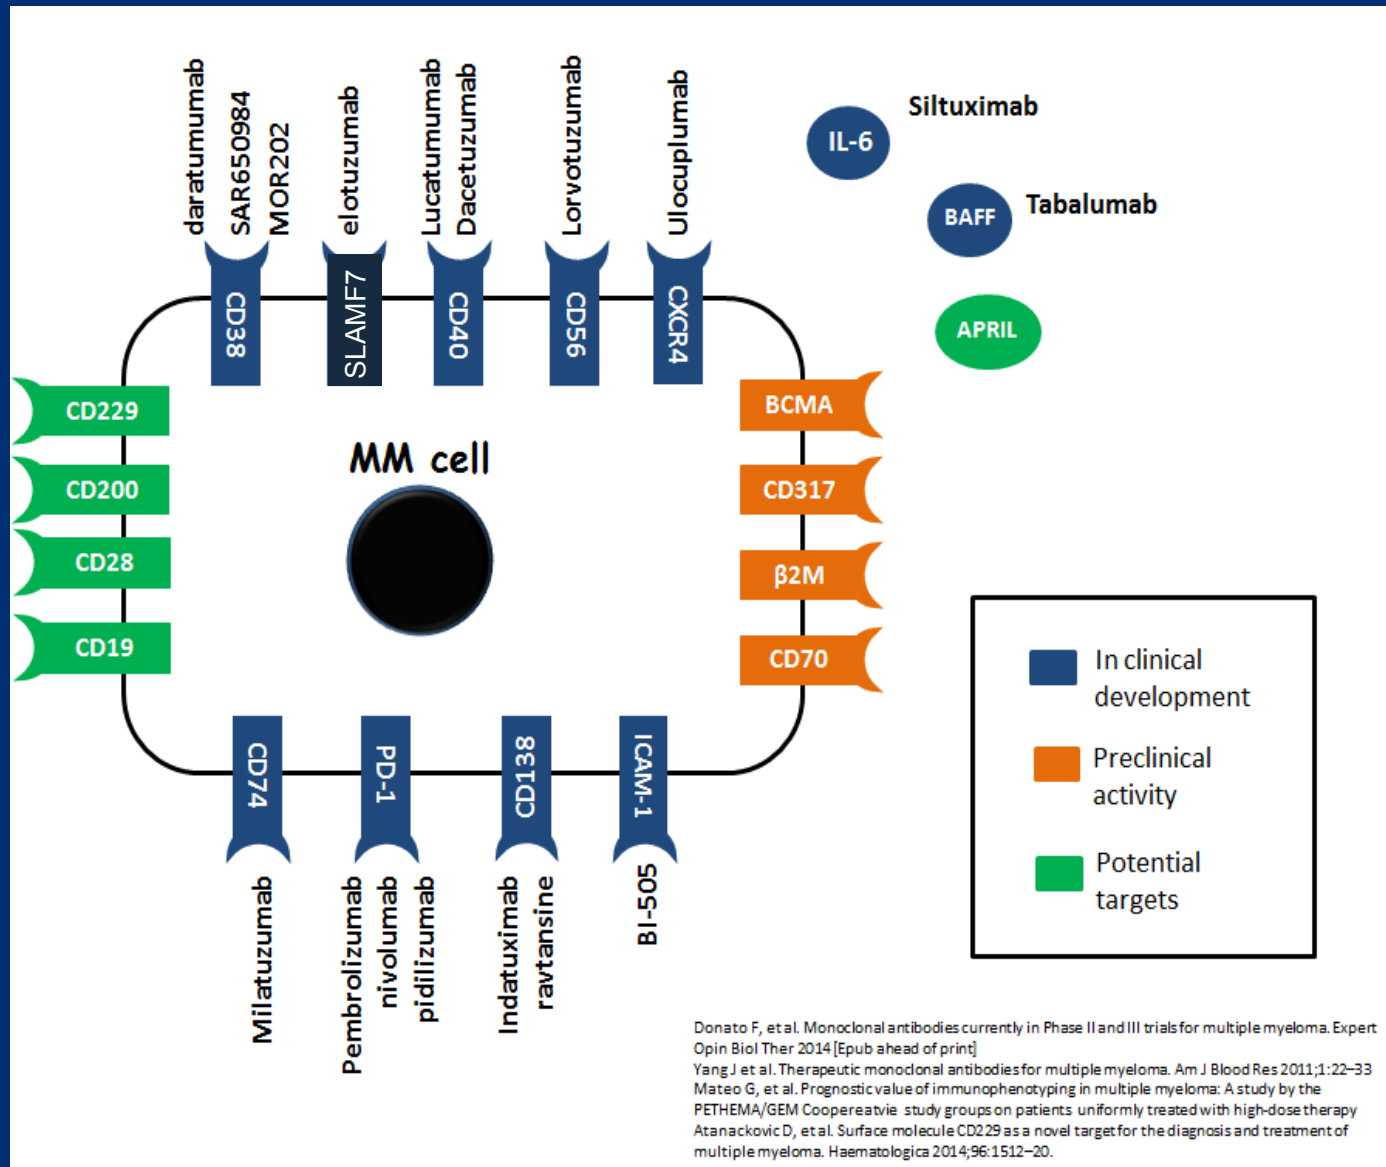 daratumumab
SAR650984
MOR202
elotuzumab
Lucatumumab
Dacetuzumab
Lorvotuzumab
Ulocuplumab
Siltuximab
IL-6
Tabalumab
BAFF
APRIL
CD38
SLAMF7
CD40
CD56
CXCR4
CD229
CD200
CD28
CD19
MM cell
BCMA
CD317
β2M
CD70
CD74
PD-1
CD138
ICAM-1
Milatuzumab
Pembrolizumab
nivolumab
pidilizumab
Indatuximab
ravtansine
BI-505
In clinical
development
Preclinical
activity
Potential
targets
Donato F, et al. Monoclonal antibodies currently in Phase II and III trials for multiple myeloma. Expert
Opin Biol Ther 2014 [Epub ahead of print]
Yang J et al. Therapeutic monoclonal antibodies for multiple myeloma. Am J Blood Res 2011;1:22–33
Mateo G, et al. Prognostic value of immunophenotyping in multiple myeloma: A study by the
PETHEMA/GEM Coopereatvie study groups on patients uniformly treated with high-dose therapy
Atanackovic D, et al. Surface molecule CD229 as a novel target for the diagnosis and treatment of
multiple myeloma. Haematologica 2014;96:1512–20.